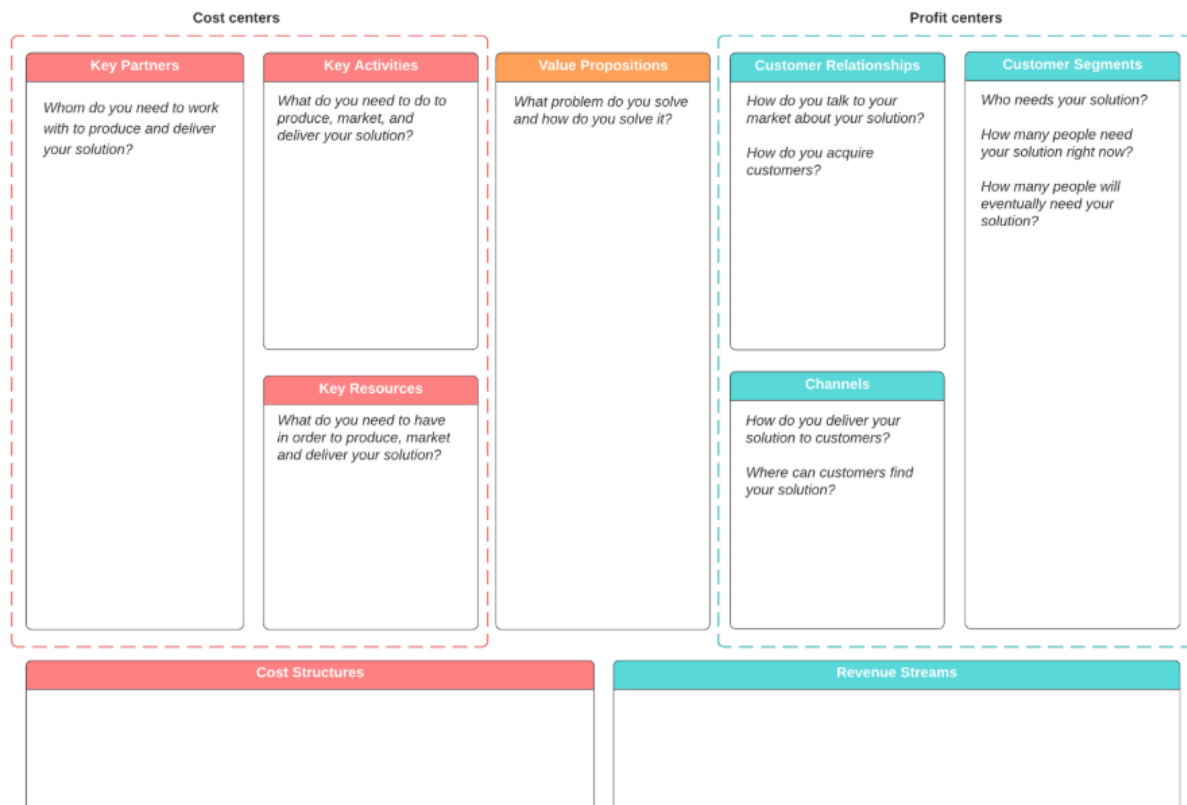 Cost centers
Profit centers
Key Partners
Whom do you need to work
with to produce and deliver
your solution?
Key Activities
What do you need to do to
produce, market, and
deliver your solution?
Key Resources
What do you need to have
in order to produce, market
and deliver your solution?
Value Propositions
What problem do you solve
and how do you solve it?
Customer Relationships
How do you talk to your
market about your solution?
How do you acquire
customers?
Channels
How do you deliver your
solution to customers?
Where can customers find
your solution?
Customer Segments
Who needs your solution?
How many people need
your solution right now?
How many people will
eventually need your
solution?
Cost Structures
Revenue Streams